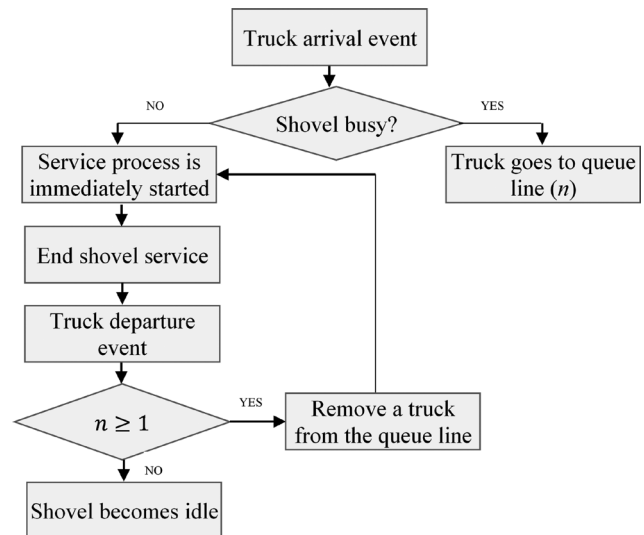 Truck arrival event
NO
YES
Shovel busy?
Service process is
immediately started
Truck goes to queue
line (n)
End shovel service
Truck departure
event
n ≥ 1
YES
Remove a truck
from the queue line
NO
Shovel becomes idle